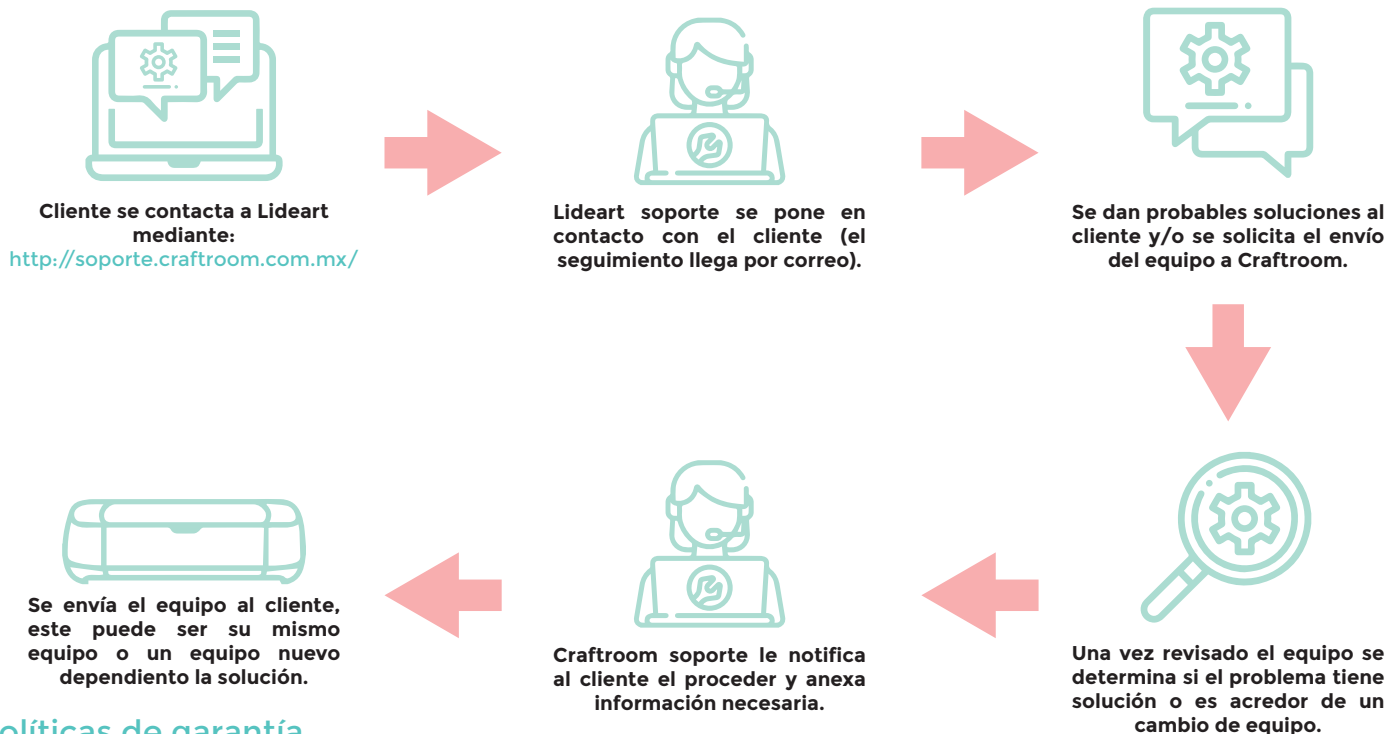 Cliente se contacta a Lideart
mediante:
http://soporte.craftroom.com.mx/
Lideart soporte se pone en
contacto con el cliente (el
seguimiento llega por correo).
Se dan probables soluciones al
cliente y/o se solicita el envío
del equipo a Craftroom.
Una vez revisado el equipo se
determina si el problema tiene
solución o es acredor de un
cambio de equipo.
Craftroom soporte le notifica
al cliente el proceder y anexa
información necesaria.
Se envía el equipo al cliente,
este puede ser su mismo
equipo o un equipo nuevo
dependiento la solución.
olíticas de garantía